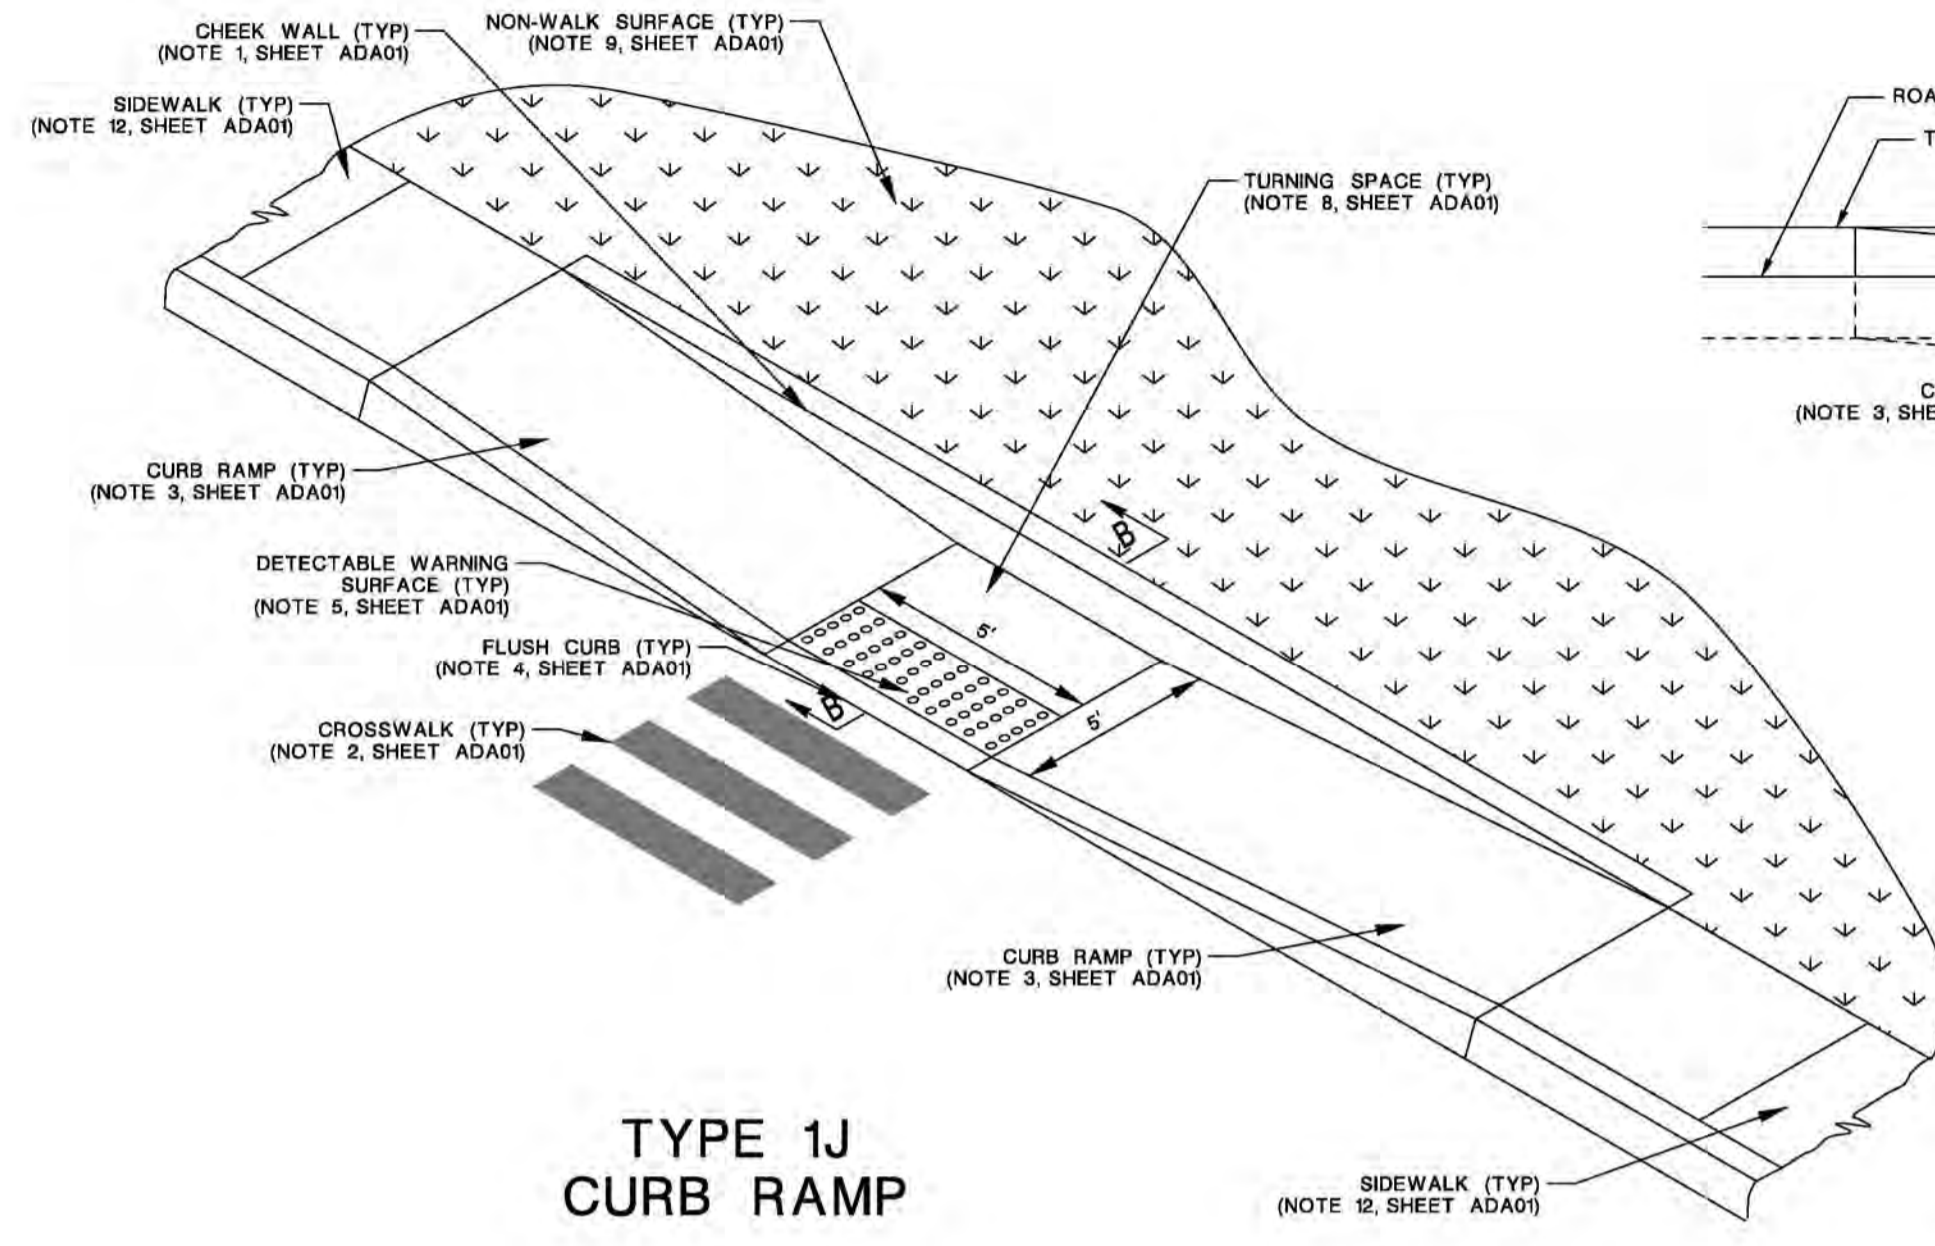 CHEEK WALL (TYP)
(NOTE 1, SHEET ADA01)
NON-WALK SURFACE (TYP)
(NOTE 9, SHEET ADA01)
SIDEWALK (TYP)
(NOTE 12, SHEET ADA01)
TURNING SPACE (TYP)
(NOTE 8, SHEET ADA01)
CURB RAMP (TYP)
(NOTE 3, SHEET ADA01)
DETECTABLE WARNING
SURFACE (TYP)
(NOTE 5, SHEET ADA01)
FLUSH CURB (TYP)
(NOTE 4, SHEET ADA01)
CROSSWALK (TYP)
(NOTE 2, SHEET ADA01)
B
B
5'
5'
CURB RAMP (TYP)
(NOTE 3, SHEET ADA01)
SIDEWALK (TYP)
(NOTE 12, SHEET ADA01)
(NOTE 3,
TYPE 1J
CURB RAMP